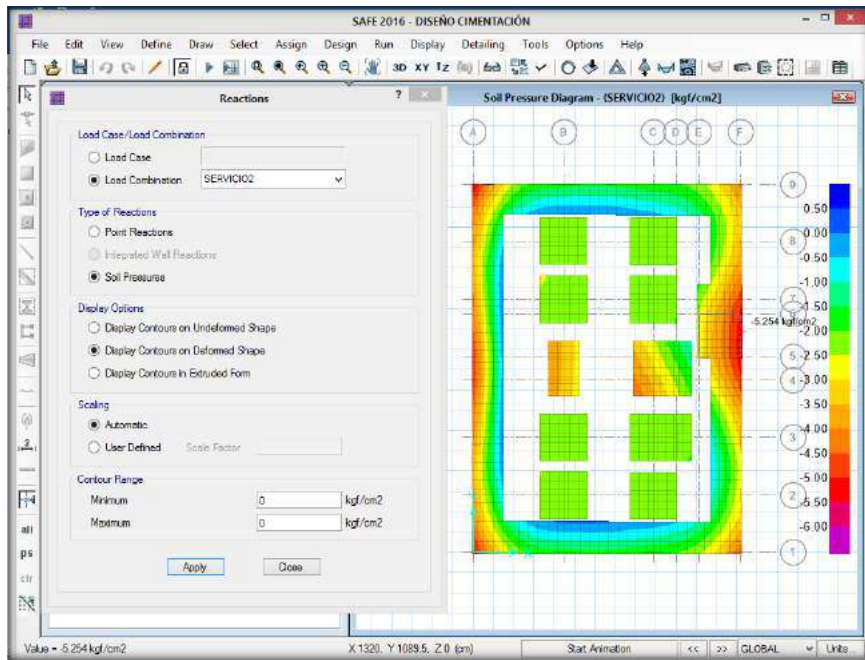 SAFE 2016 - DISEÑO CIMENTACIÓN
File Edit View Define Draw Select Assign Design Run Display Detailing Tools Options Help
3D XY
Reactions
?
Load Case/Load Combination
Load Case
Load Combination
SERVICIO2
Type of Reactions
Point Reactions
Integrated Wall Reactions
Soil Pressures
Display Options
Display Contours on Undeformed Shape
Display Contours on Deformed Shape
Display Contours in Extruded Form
Scaling
Automatic
User Defined
Scale Factor
Contour Range
Minimum
0
kgf/cm2
Maximum
0
kgf/cm2
Apply
Close
all
ps
clr
Soil Pressure Diagram - (SERVICIO2) [kgf/cm2]
A B C D E F
9
8
7
5
4
3
2
1
-5.254 kgf/cm2
0.50
0.00
-0.50
-1.00
-1.50
-2.00
-2.50
-3.00
-3.50
-4.00
-4.50
-5.00
-5.50
-6.00
Value = -5.254 kgf/cm2
X 1320, Y 1089.5, Z 0 (cm)
Start Animation
<<
>>
GLOBAL
Units...